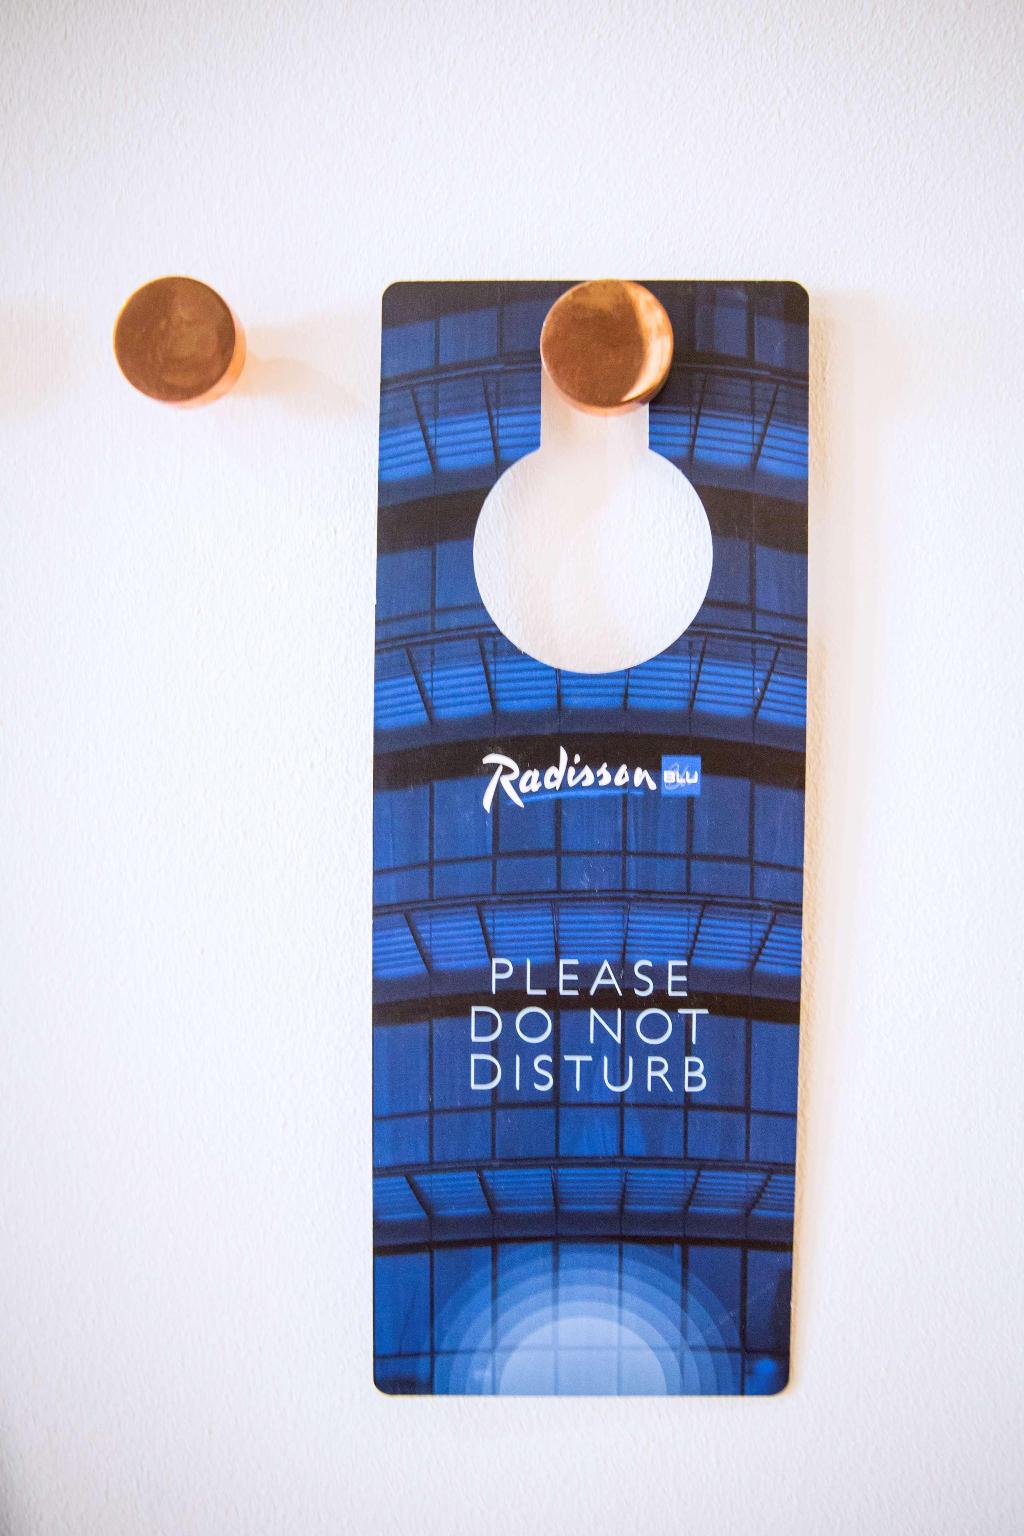 Radisson BLU
PLEASE
DO NOT
DISTURB